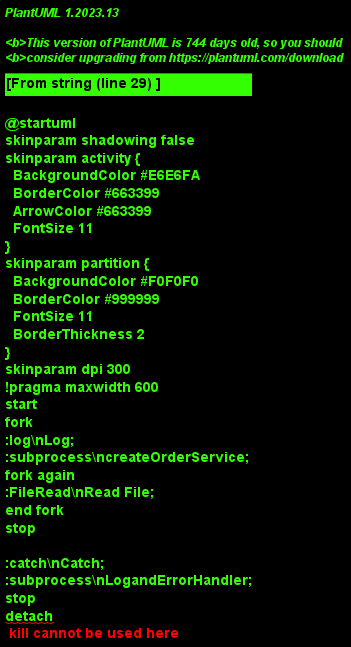 PlantUML 1.2023.13
<b>This version of PlantUML is 744 days old, so you should
<b>consider upgrading from https://plantuml.com/download
[From string (line 29) ]
@startuml
skinparam shadowing false
skinparam activity {
BackgroundColor #E6E6FA
BorderColor #663399
ArrowColor #663399
FontSize 11
}
skinparam partition {
BackgroundColor #F0F0F0
BorderColor #999999
FontSize 11
BorderThickness 2
}
skinparam dpi 300
!pragma maxwidth 600
start
fork
:log\nLog;
:subprocess\ncreateOrderService;
fork again
:FileRead\nRead File;
end fork
stop
:catch\nCatch;
:subprocess\nLogandErrorHandler;
stop
detach
kill cannot be used here